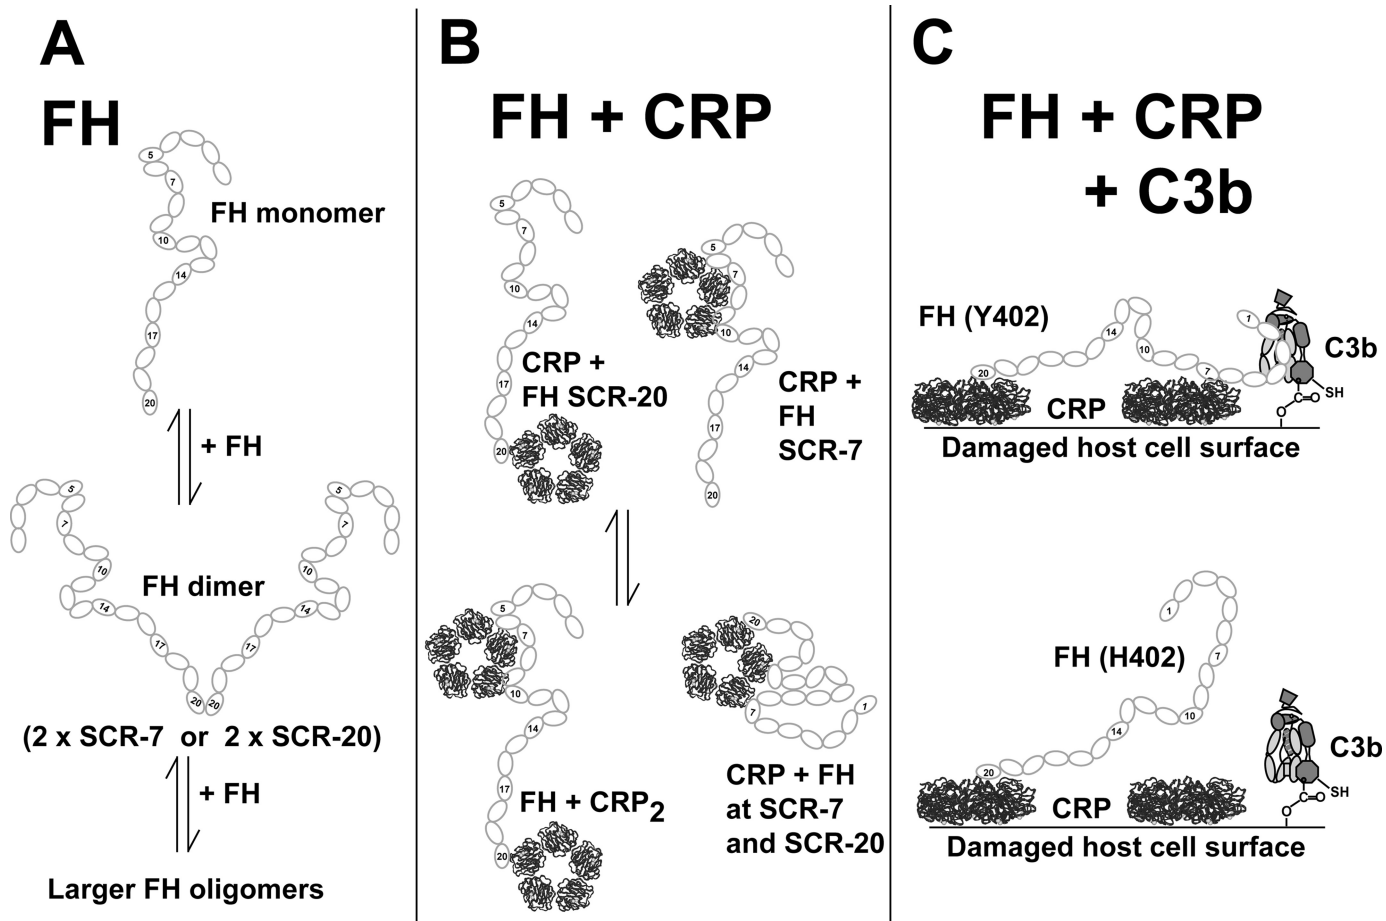 A
FH
5
7
FH monomer
10
14
17
20
+ FH
5
5
7
7
10
10
FH dimer
14
14
17
17
20
20
(2 x SCR-7 or 2 x SCR-20)
+ FH
Larger FH oligomers
B
FH + CRP
5
7
10
14
17
20
CRP +
FH SCR-20
5
7
10
14
17
20
CRP +
FH
SCR-7
5
7
10
14
17
20
FH + CRP2
20
7
1
CRP + FH
at SCR-7
and SCR-20
C
FH + CRP
+ C3b
FH (Y402)
1
14
10
7
20
C3b
SH
C
O
O
CRP
Damaged host cell surface
1
FH (H402)
7
10
14
20
C3b
SH
C
O
O
CRP
Damaged host cell surface